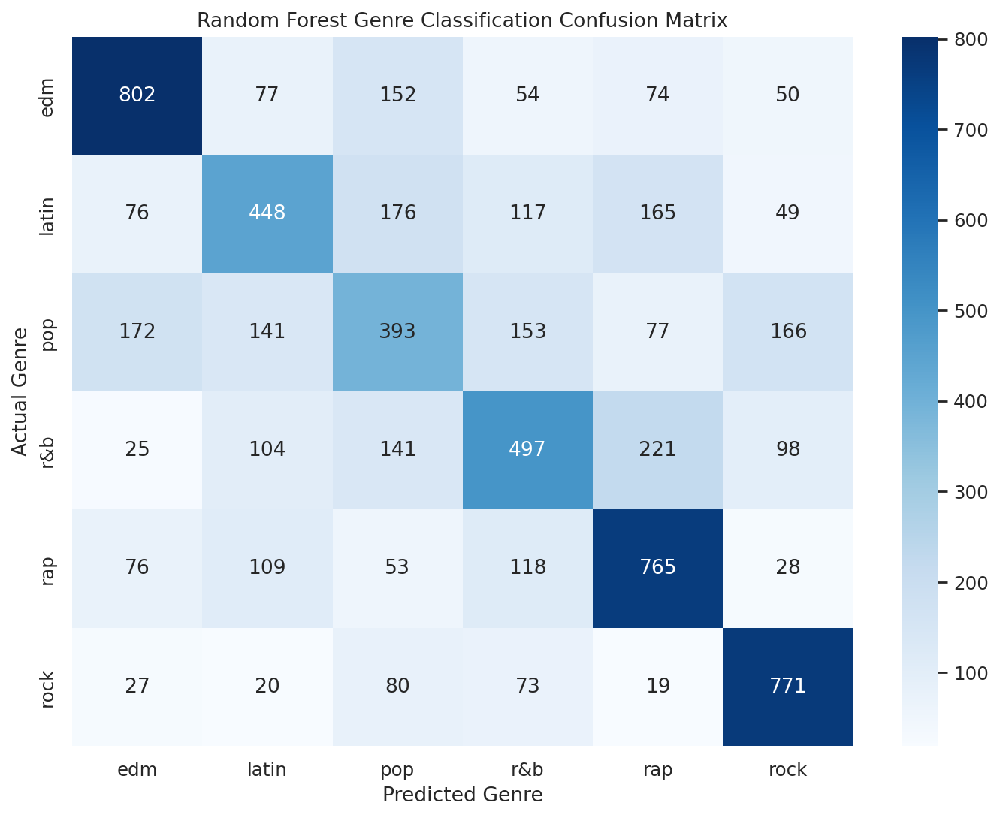 Random Forest Genre Classification Confusion Matrix
Actual Genre
edm 802 77 152 54 74 50
latin 76 448 176 117 165 49
pop 172 141 393 153 77 166
r&b 25 104 141 497 221 98
rap 76 109 53 118 765 28
rock 27 20 80 73 19 771
edm latin pop r&b rap rock
Predicted Genre
800
700
600
500
400
300
200
100